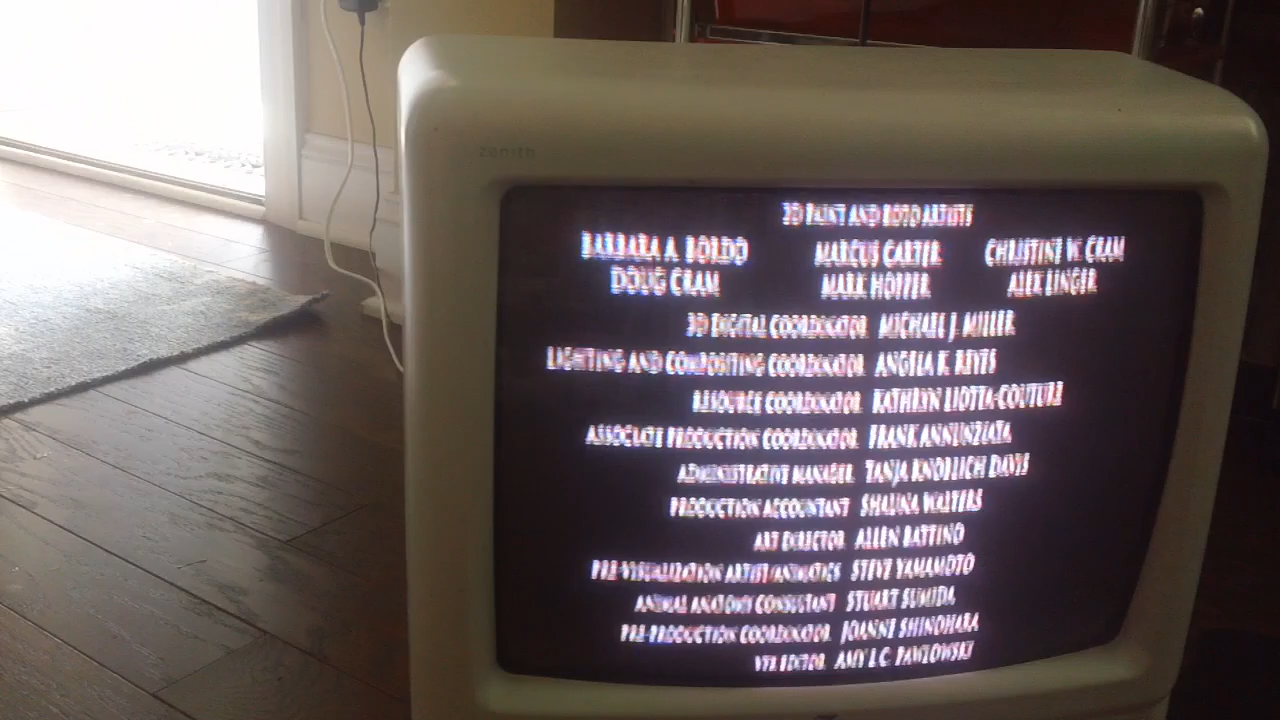 zenith
2D PAINT AND ROTO ARTISTS
BARBARA A. BORDO MARCUS CARTER CHRISTINE W. CRAM
DOUG CRAM MARK HOPPER ALEX LINGER
3D DIGITAL COORDINATOR MICHAEL J. MILLER
LIGHTING AND COMPOSITING COORDINATOR ANGELA K. REYES
RESOURCE COORDINATOR KATHRYN LIOTTA-COUTURE
ASSOCIATE PRODUCTION COORDINATOR FRANK ANNUNZIATA
ADMINISTRATIVE MANAGER TANJA KNOBLICH DAVIS
PRODUCTION ACCOUNTANT SHAUNA WALTERS
ART DIRECTOR ALLEN BATTINO
PRE-VISUALIZATION ARTIST/ANIMATICS STEVE YAMAMOTO
ANIMAL ANATOMY CONSULTANT STUART SUMIDA
PRE-PRODUCTION COORDINATOR JOANNE SHINOHARA
VFX EDITOR AMY L.C. PAWLOWSKI